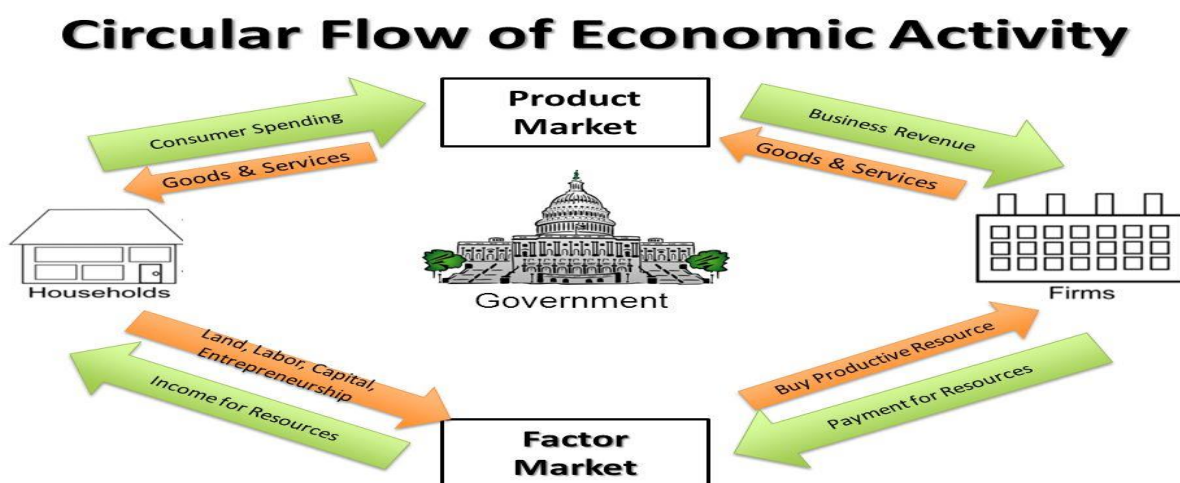 Circular Flow of Economic Activity
Consumer Spending
Goods & Services
Product
Market
Business Revenue
Goods & Services
Households
Government
Firms
Land, Labor, Capital,
Entrepreneurship
Income for Resources
Buy Productive Resource
Payment for Resources
Factor
Market